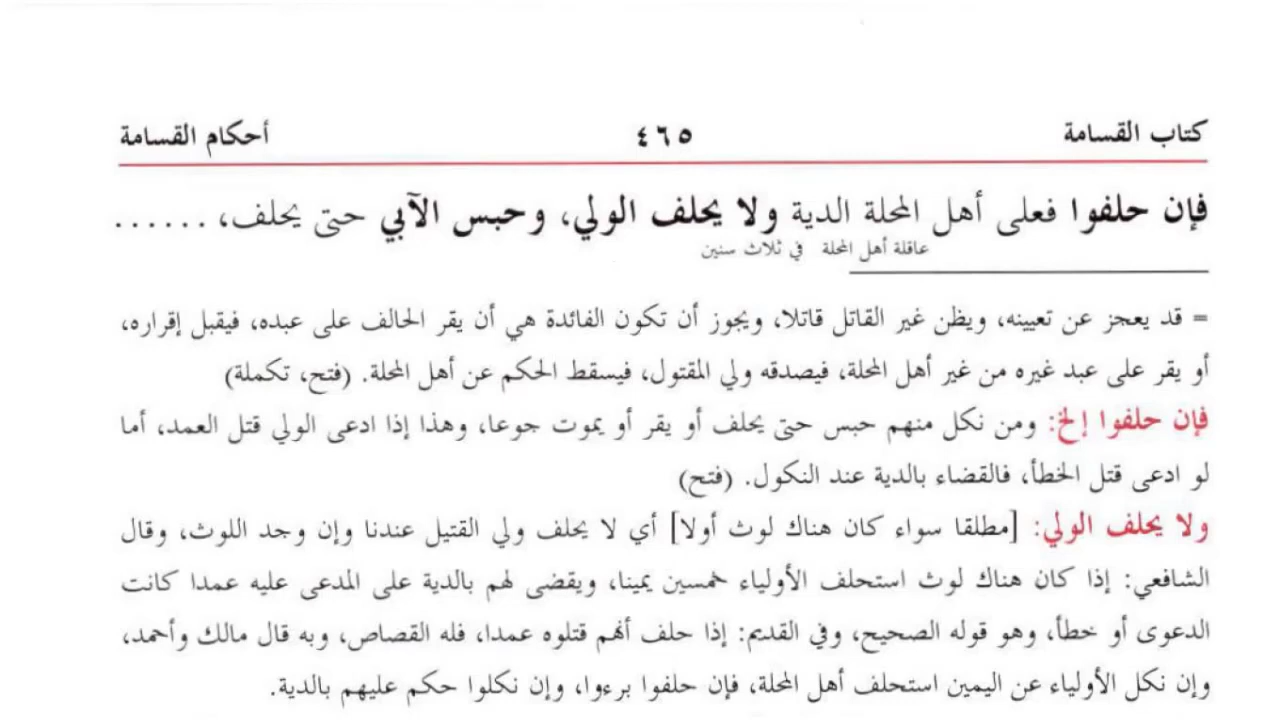 كتاب القسامة ٤٦٥ أحكام القسامة
فإن حلفوا فعلى أهل المحلة الدية ولا يحلف الولي، وحبس الآبي حتى يحلف، ......
عاقلة أهل المحلة في ثلاث سنين
= قد يعجز عن تعيينه، ويظن غير القاتل قاتلا، ويجوز أن تكون الفائدة هي أن يقر الحالف على عبده، فيقبل إقراره،
أو يقر على عبد غيره من غير أهل المحلة، فيصدقه ولي المقتول، فيسقط الحكم عن أهل المحلة. (فتح، تكملة)
فإن حلفوا إلخ: ومن نكل منهم حبس حتى يحلف أو يقر أو يموت جوعا، وهذا إذا ادعى الولي قتل العمد، أما
لو ادعى قتل الخطأ، فالقضاء بالدية عند النكول. (فتح)
ولا يحلف الولي: [مطلقا سواء كان هناك لوث أولا] أي لا يحلف ولي القتيل عندنا وإن وجد اللوث، وقال
الشافعي: إذا كان هناك لوث استحلف الأولياء خمسين يمينا، ويقضى لهم بالدية على المدعى عليه عمدا كانت
الدعوى أو خطأ، وهو قوله الصحيح، وفي القديم: إذا حلف أنهم قتلوه عمدا، فله القصاص، وبه قال مالك وأحمد،
وإن نكل الأولياء عن اليمين استحلف أهل المحلة، فإن حلفوا برءوا، وإن نكلوا حكم عليهم بالدية.